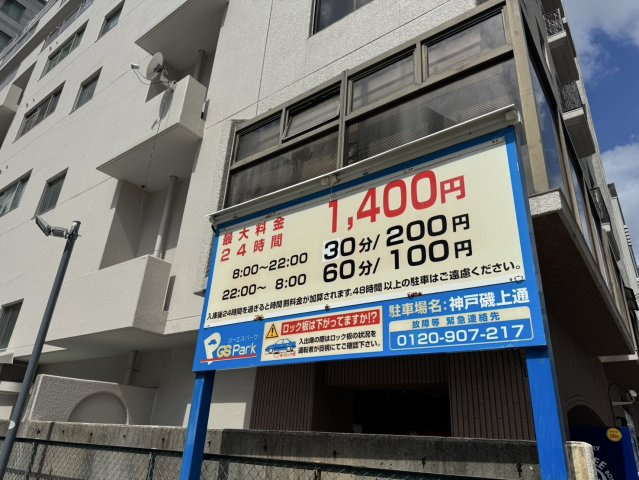 最大料金
24時間
1,400円
8:00〜22:00 30分/200円
22:00〜 8:00 60分/100円
入庫後24時間を過ぎると時間割料金が加算されます。48時間以上の駐車はご遠慮ください。
ジーエスパーク
GS Park
ロック板は下がってますか!?
入出庫の際はロック板の状況を
運転者が目視にてご確認下さい。
駐車場名:神戸磯上通
故障等 緊急連絡先
0120-907-217